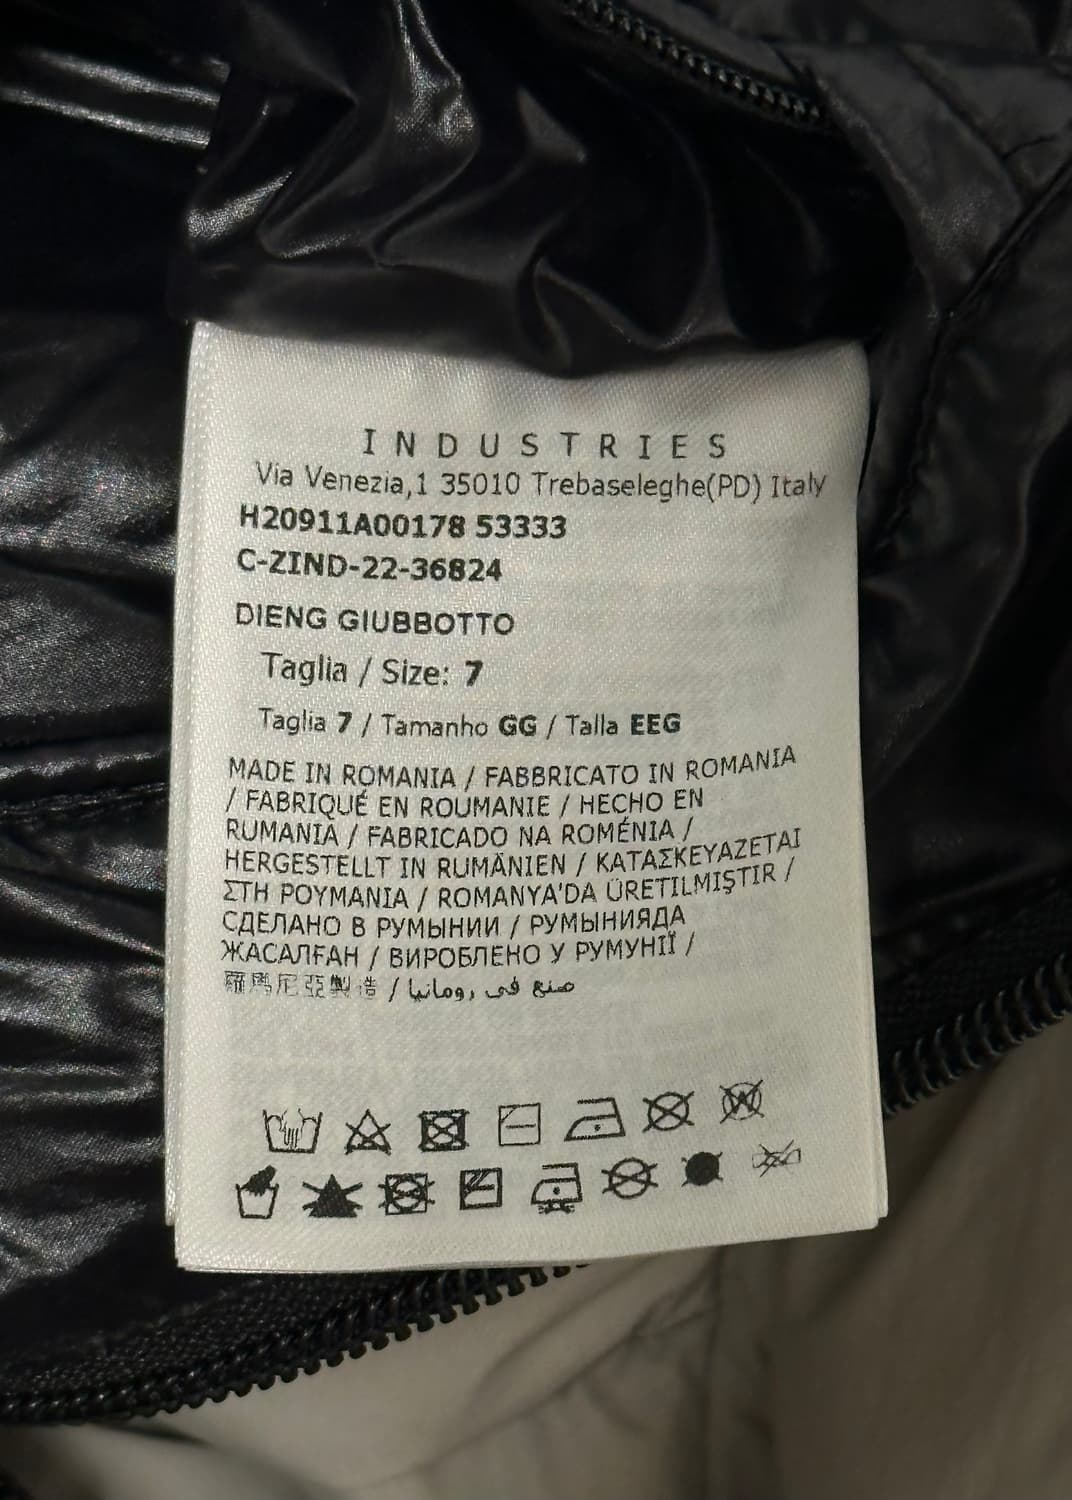 INDUSTRIES
Via Venezia,1 35010 Trebaseleghe(PD) Italy
H20911A00178 53333
C-ZIND-22-36824
DIENG GIUBBOTTO
Taglia / Size: 7
Taglia 7 / Tamanho GG / Talla EEG
MADE IN ROMANIA / FABBRICATO IN ROMANIA
/ FABRIQUÉ EN ROUMANIE / HECHO EN
RUMANIA / FABRICADO NA ROMÉNIA /
HERGESTELLT IN RUMÄNIEN / ΚΑΤΑΣΚΕΥΑΖΕΤΑΙ
ΣΤΗ ΡΟΥΜΑΝΙΑ / ROMANYA'DA ÜRETILMIŞTIR /
СДЕЛАНО В РУМЫНИИ / РУМЫНИЯДА
ЖАСАЛҒАН / ВИРОБЛЕНО У РУМУНІЇ /
羅馬尼亞製造 / صنع في رومانيا